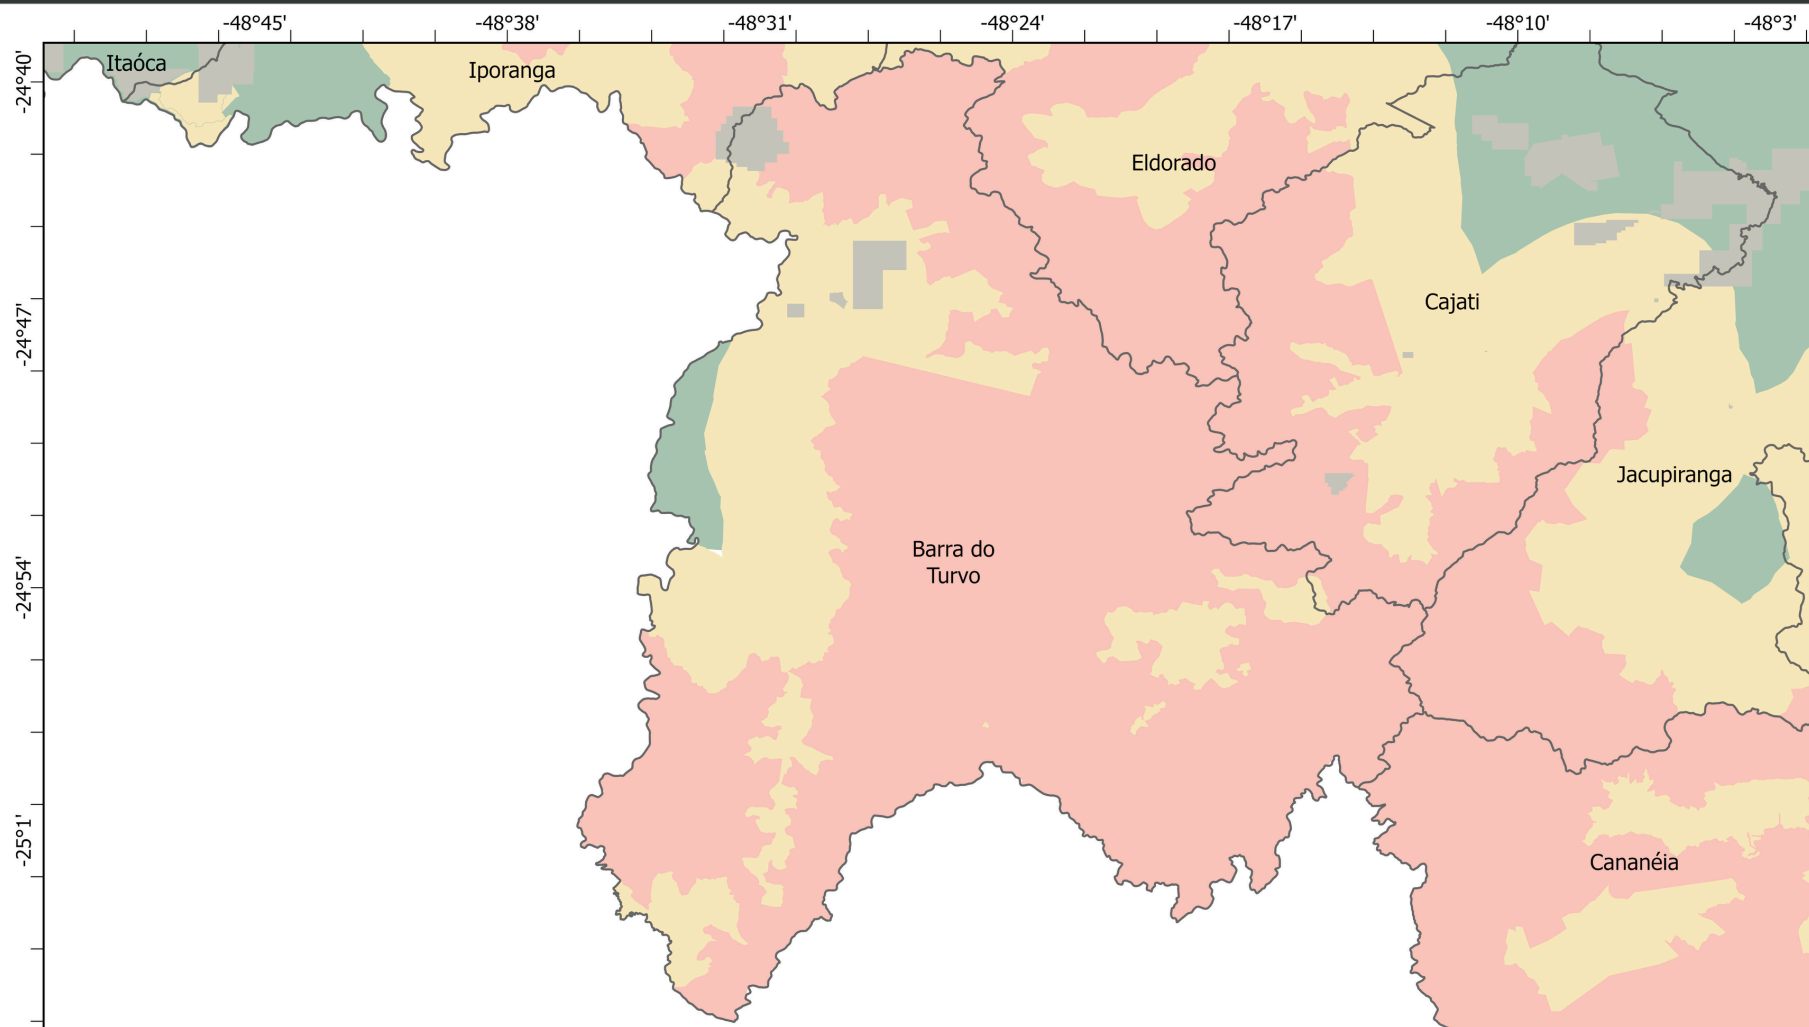 -48°45' -48°38' -48°31' -48°24' -48°17' -48°10' -48°3'
-24°40'
Itaóca
Iporanga
Eldorado
-24°47'
Cajati
Jacupiranga
-24°54'
Barra do
Turvo
-25°1'
Cananéia